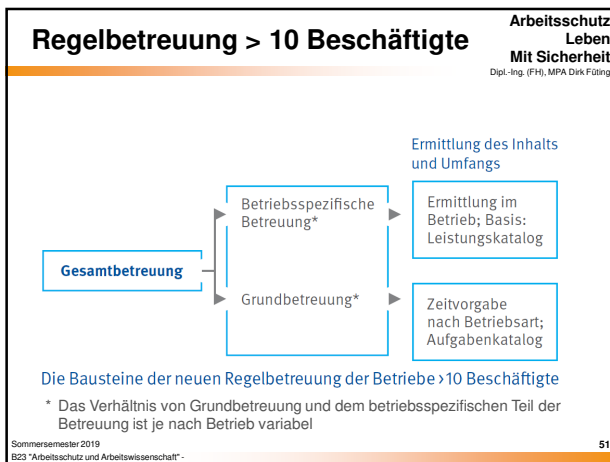 Regelbetreuung > 10 Beschäftigte
Arbeitsschutz
Leben
Mit Sicherheit
Dipl.-Ing. (FH), MPA Dirk Füting
Ermittlung des Inhalts
und Umfangs
Betriebsspezifische
Betreuung*
Ermittlung im
Betrieb; Basis:
Leistungskatalog
Gesamtbetreuung
Grundbetreuung*
Zeitvorgabe
nach Betriebsart;
Aufgabenkatalog
Die Bausteine der neuen Regelbetreuung der Betriebe >10 Beschäftigte
* Das Verhältnis von Grundbetreuung und dem betriebsspezifischen Teil der
Betreuung ist je nach Betrieb variabel
Sommersemester 2019
51
B23 "Arbeitsschutz und Arbeitswissenschaft" -